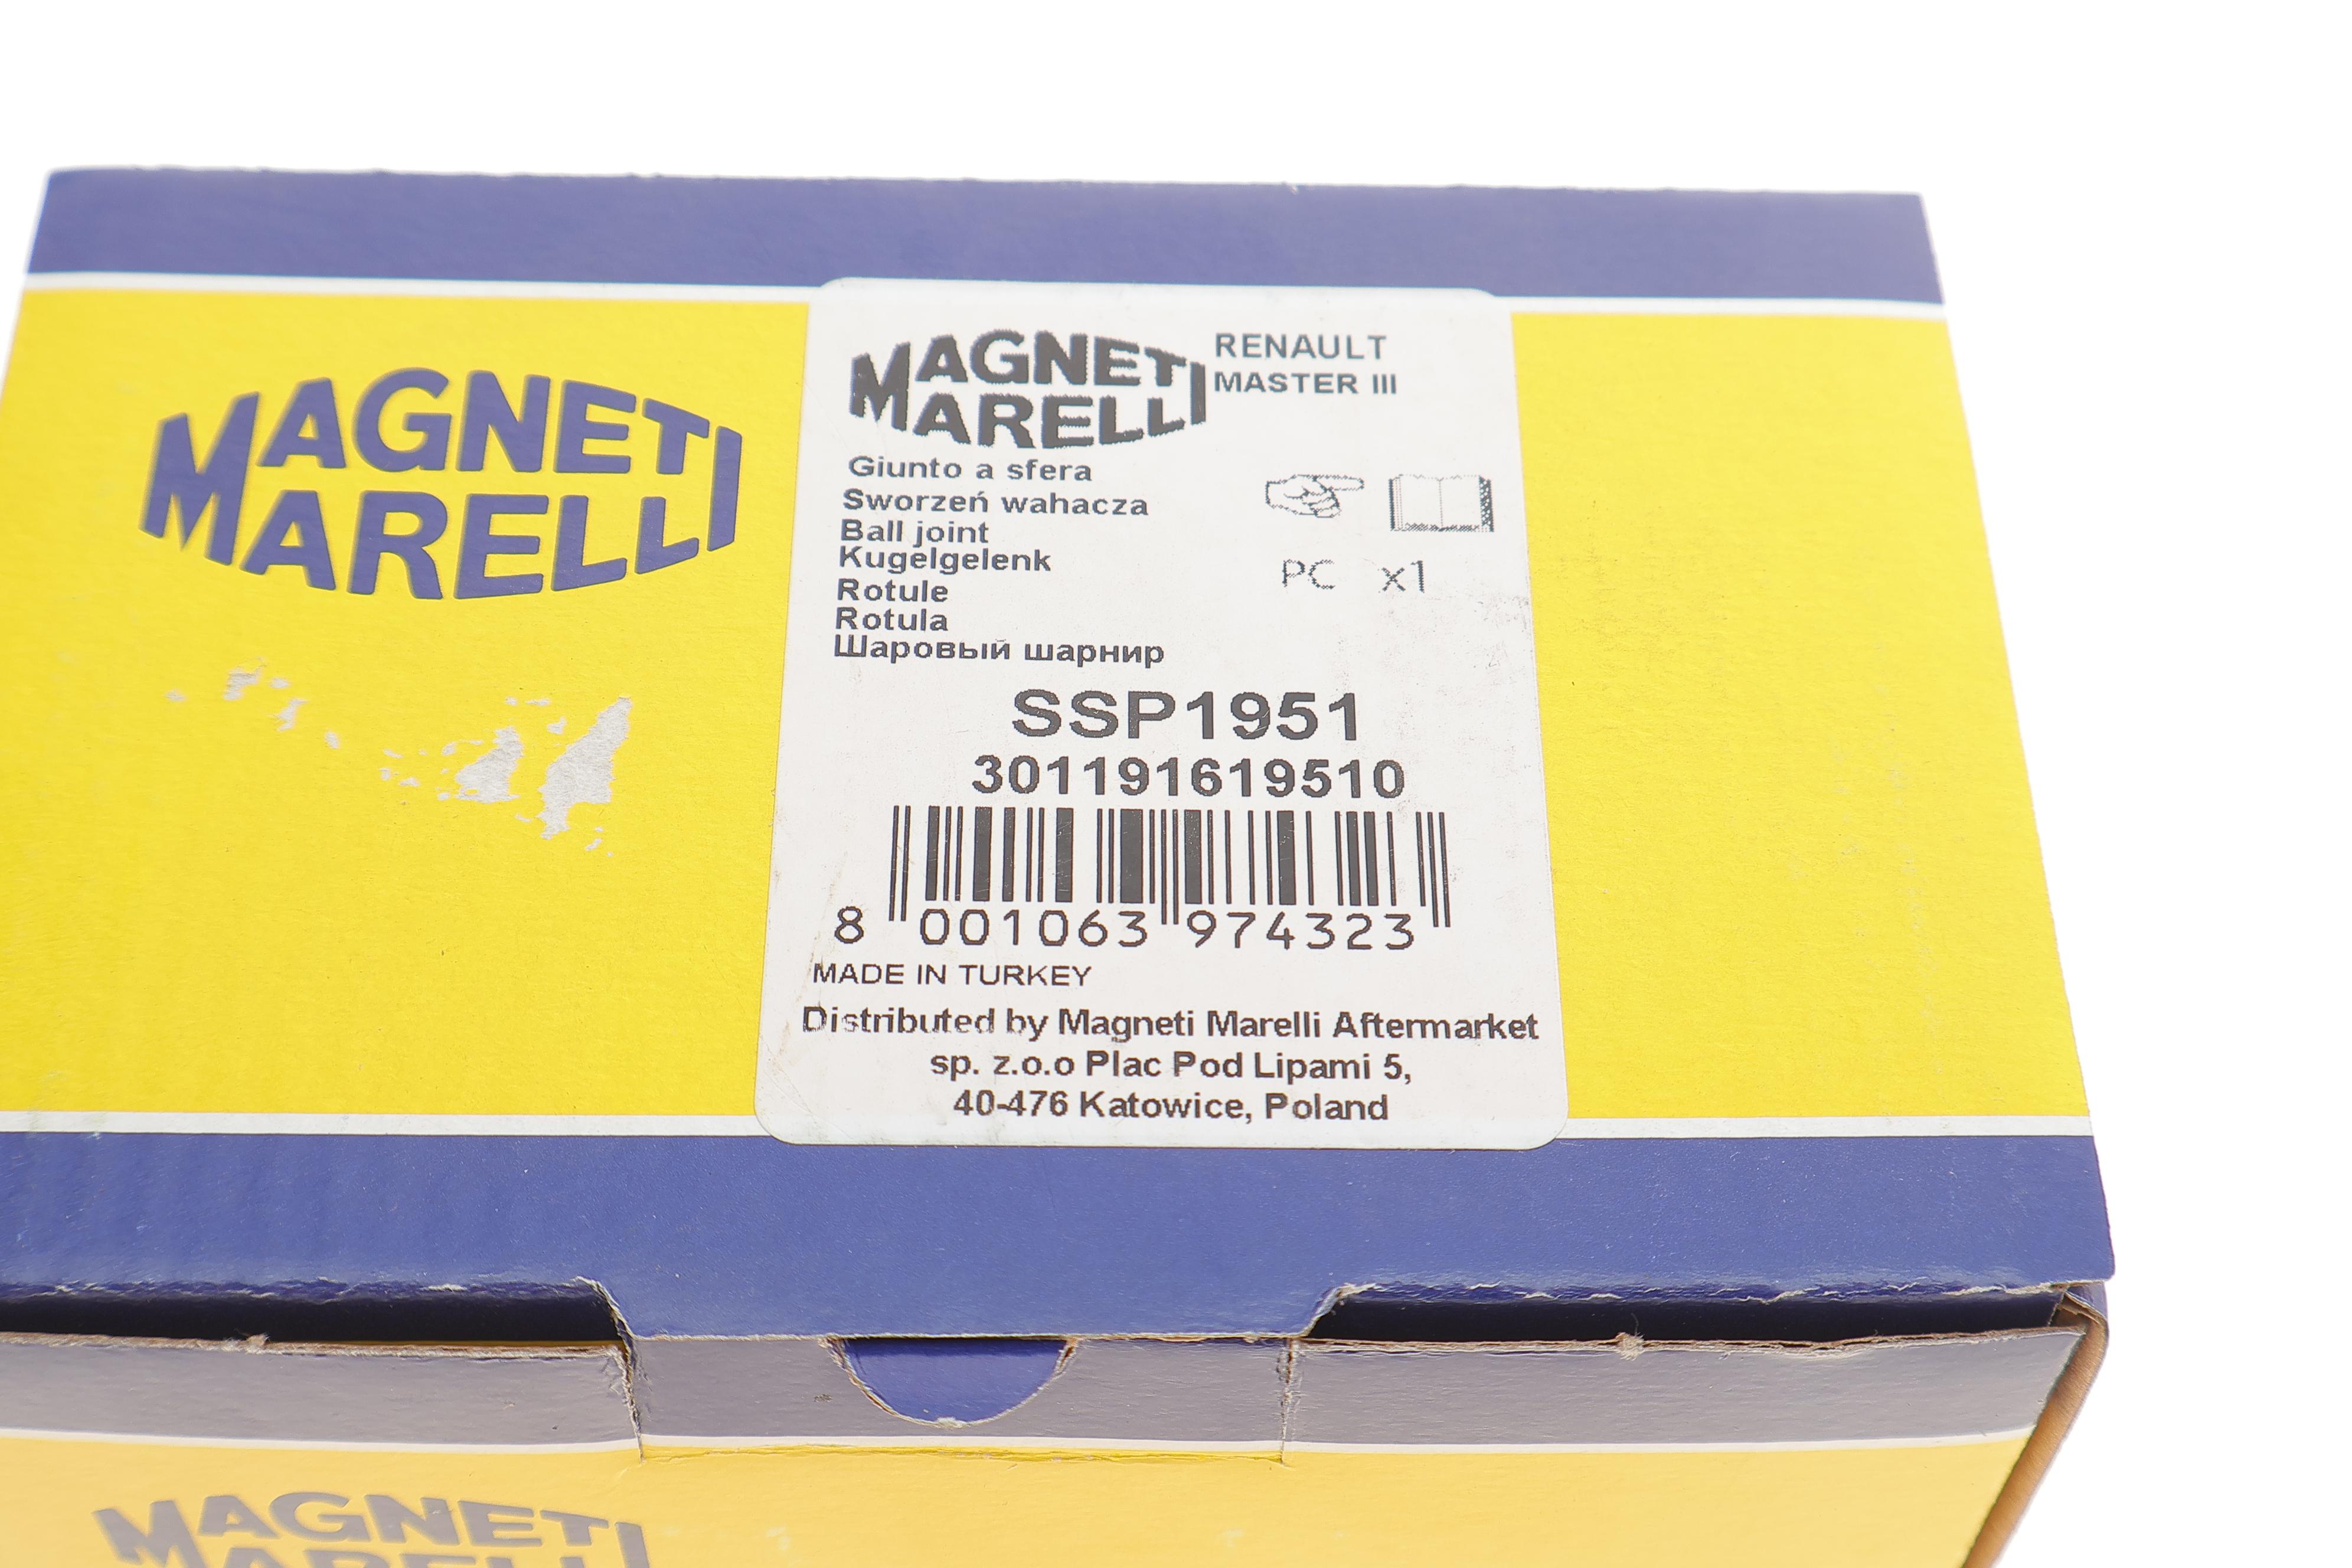 MAGNETI
MARELLI
MAGNETI
MARELLI
RENAULT
MASTER III
Giunto a sfera
Sworzeń wahacza
Ball joint
Kugelgelenk
Rotule
Rotula
Шаровый шарнир
PC x1
SSP1951
301191619510
8 001063 974323
MADE IN TURKEY
Distributed by Magneti Marelli Aftermarket
sp. z.o.o Plac Pod Lipami 5,
40-476 Katowice, Poland
MAGNETI
MARELLI